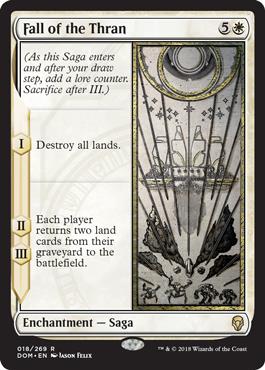 Fall of the Thran 5
(As this Saga enters
and after your draw
step, add a lore counter.
Sacrifice after III.)
I Destroy all lands.
II Each player
returns two land
III cards from their
graveyard to the
battlefield.
Enchantment — Saga
018/269 R
DOM • EN Jason Felix
™ & © 2018 Wizards of the Coast